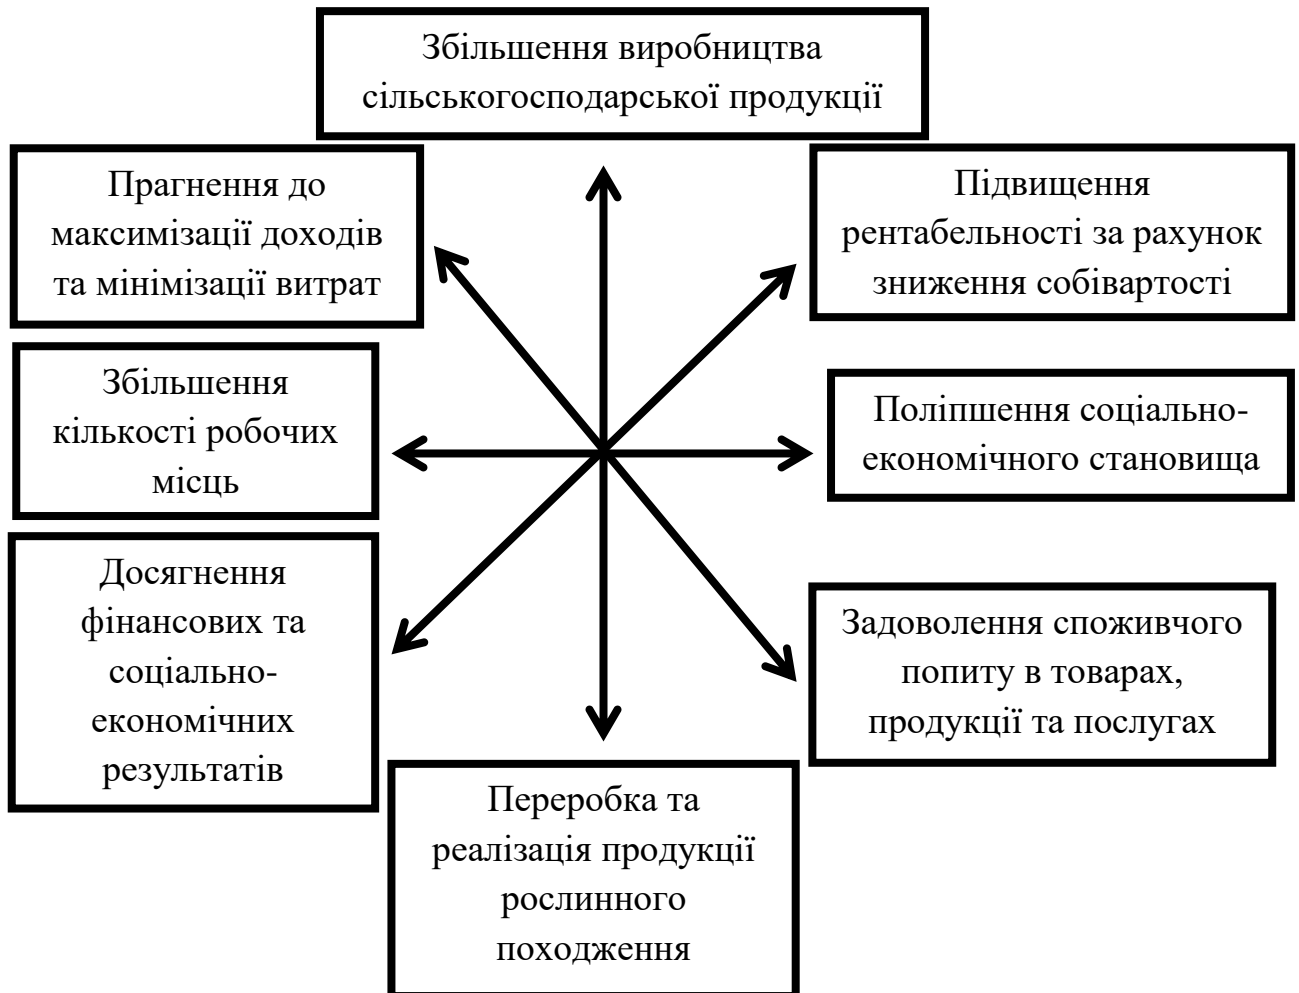 Збільшення виробництва
сільськогосподарської продукції
Прагнення до
максимізації доходів
та мінімізації витрат
Підвищення
рентабельності за рахунок
зниження собівартості
Збільшення
кількості робочих
місць
Поліпшення соціально-
економічного становища
Досягнення
фінансових та
соціально-
економічних
результатів
Задоволення споживчого
попиту в товарах,
продукції та послугах
Переробка та
реалізація продукції
рослинного
походження